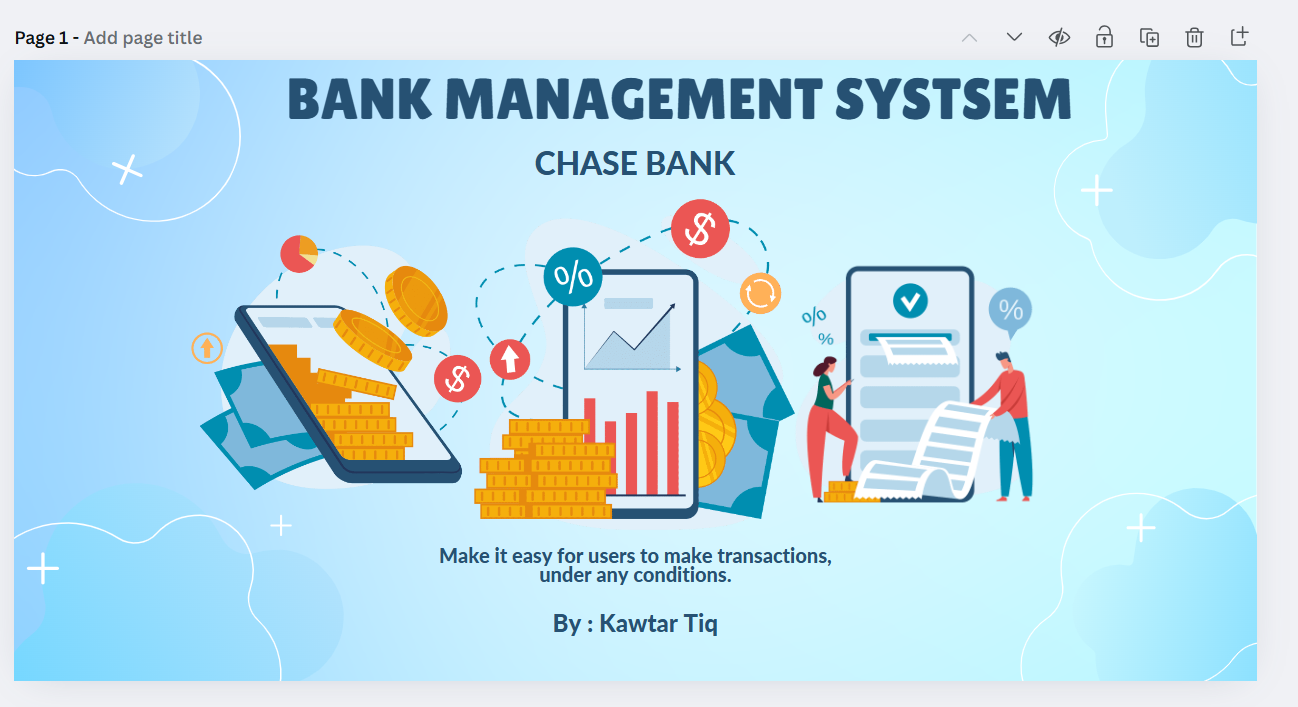 Page 1 - Add page title
BANK MANAGEMENT SYSTSEM
CHASE BANK
$
%
%
%
%
$
Make it easy for users to make transactions,
under any conditions.
By : Kawtar Tiq